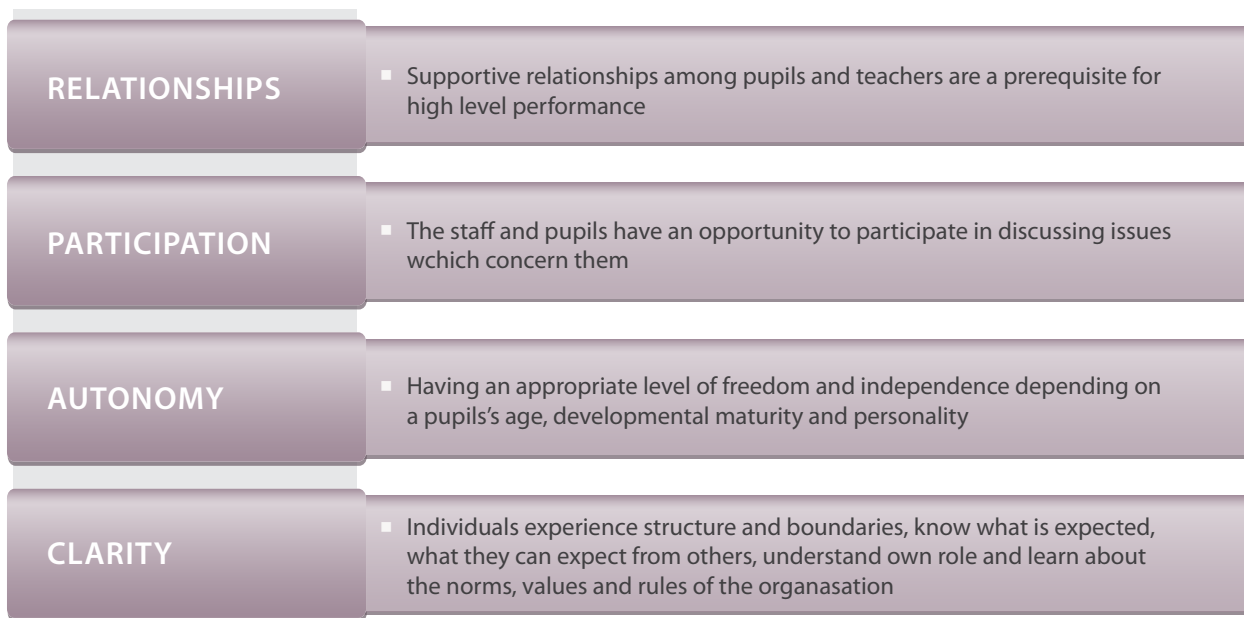 RELATIONSHIPS
▪ Supportive relationships among pupils and teachers are a prerequisite for
high level performance
PARTICIPATION
▪ The staff and pupils have an opportunity to participate in discussing issues
wchich concern them
AUTONOMY
▪ Having an appropriate level of freedom and independence depending on
a pupils's age, developmental maturity and personality
CLARITY
▪ Individuals experience structure and boundaries, know what is expected,
what they can expect from others, understand own role and learn about
the norms, values and rules of the organasation